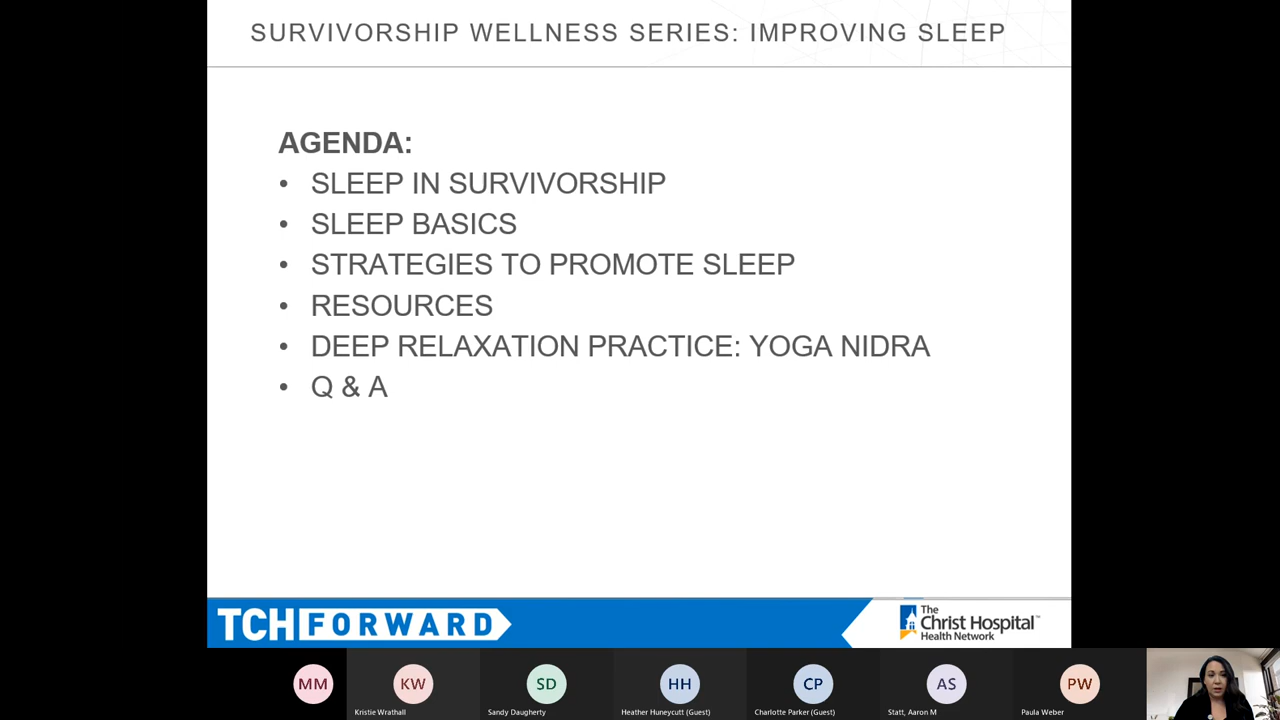 SURVIVORSHIP WELLNESS SERIES: IMPROVING SLEEP
AGENDA:
• SLEEP IN SURVIVORSHIP
• SLEEP BASICS
• STRATEGIES TO PROMOTE SLEEP
• RESOURCES
• DEEP RELAXATION PRACTICE: YOGA NIDRA
• Q & A
TCH FORWARD
The
Christ Hospital™
Health Network
MM
KW
SD
HH
CP
AS
PW
Kristie Wrathall
Sandy Daugherty
Heather Huneycutt (Guest)
Charlotte Parker (Guest)
Statt, Aaron M
Paula Weber